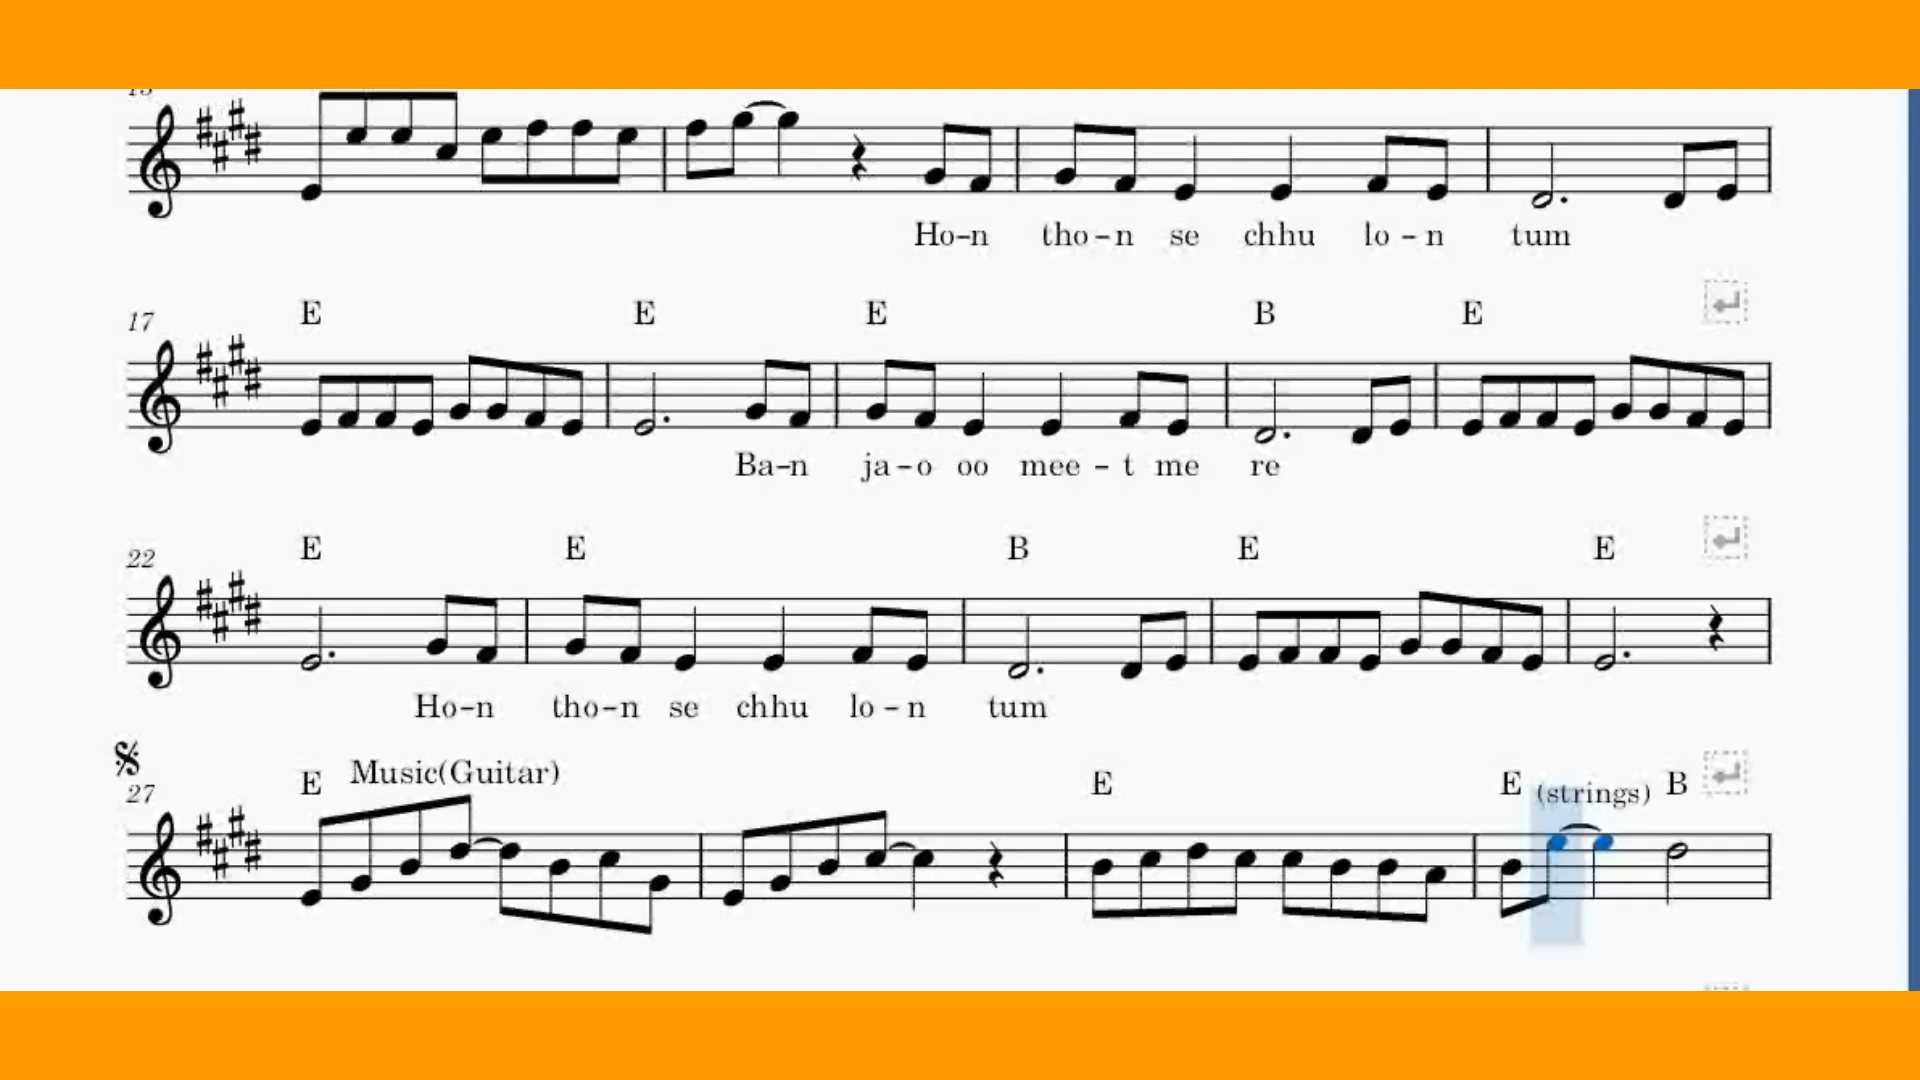 Ho-n tho-n se chhu lo-n tum
17 E E E B E
Ba-n ja-o oo mee-t me re
22 E E B E E
Ho-n tho-n se chhu lo-n tum
27 E Music(Guitar) E E (strings) B